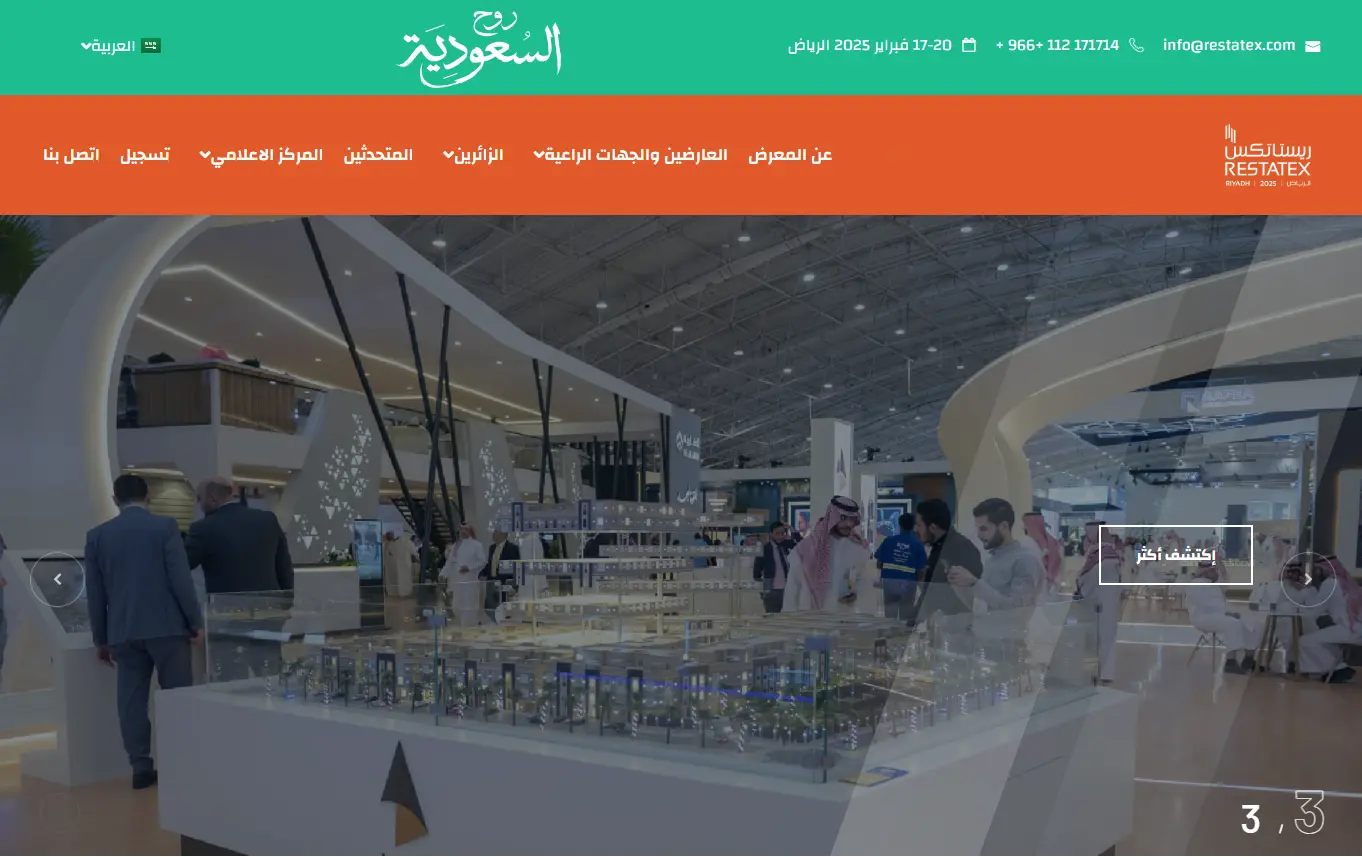 info@restatex.com
+ 966+ 112 171714
17-20 فبراير 2025 الرياض
روح السعودية
العربية
ريستاتكس
RESTATEX
RIYADH | 2025 | الرياض
عن المعرض
العارضين والجهات الراعية
الزائرين
المتحدثين
المركز الاعلامي
تسجيل
اتصل بنا
إكتشف أكثر
3 , 3